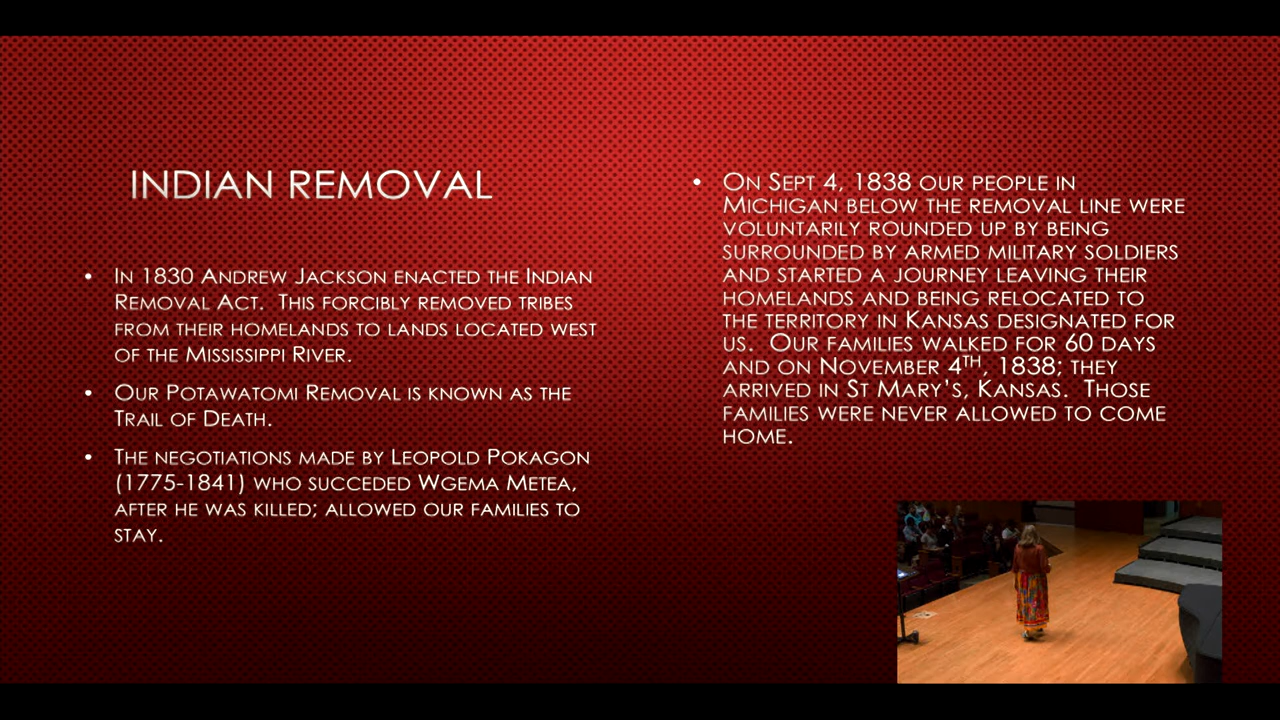 INDIAN REMOVAL
• IN 1830 ANDREW JACKSON ENACTED THE INDIAN
REMOVAL ACT. THIS FORCIBLY REMOVED TRIBES
FROM THEIR HOMELANDS TO LANDS LOCATED WEST
OF THE MISSISSIPPI RIVER.
• OUR POTAWATOMI REMOVAL IS KNOWN AS THE
TRAIL OF DEATH.
• THE NEGOTIATIONS MADE BY LEOPOLD POKAGON
(1775-1841) WHO SUCCEDED WGEMA METEA,
AFTER HE WAS KILLED; ALLOWED OUR FAMILIES TO
STAY.
• ON SEPT 4, 1838 OUR PEOPLE IN
MICHIGAN BELOW THE REMOVAL LINE WERE
VOLUNTARILY ROUNDED UP BY BEING
SURROUNDED BY ARMED MILITARY SOLDIERS
AND STARTED A JOURNEY LEAVING THEIR
HOMELANDS AND BEING RELOCATED TO
THE TERRITORY IN KANSAS DESIGNATED FOR
US. OUR FAMILIES WALKED FOR 60 DAYS
AND ON NOVEMBER 4TH, 1838; THEY
ARRIVED IN ST MARY'S, KANSAS. THOSE
FAMILIES WERE NEVER ALLOWED TO COME
HOME.